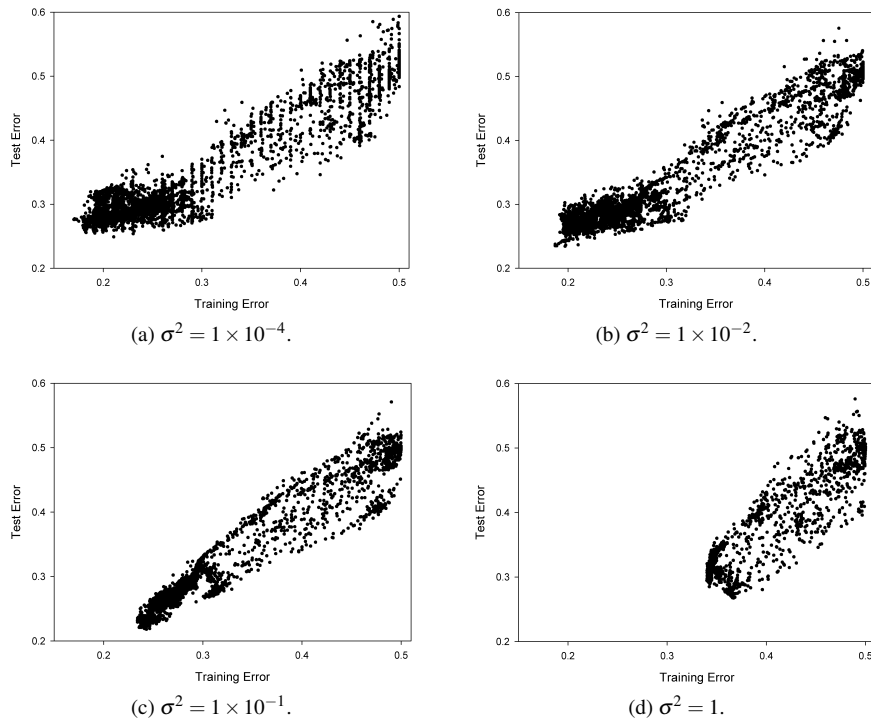 0.6
0.5
0.4
0.3
0.2
Test Error
0.2 0.3 0.4 0.5
Training Error
(a) σ² = 1 × 10⁻⁴.
0.6
0.5
0.4
0.3
0.2
Test Error
0.2 0.3 0.4 0.5
Training Error
(b) σ² = 1 × 10⁻².
0.6
0.5
0.4
0.3
0.2
Test Error
0.2 0.3 0.4 0.5
Training Error
(c) σ² = 1 × 10⁻¹.
0.6
0.5
0.4
0.3
0.2
Test Error
0.2 0.3 0.4 0.5
Training Error
(d) σ² = 1.